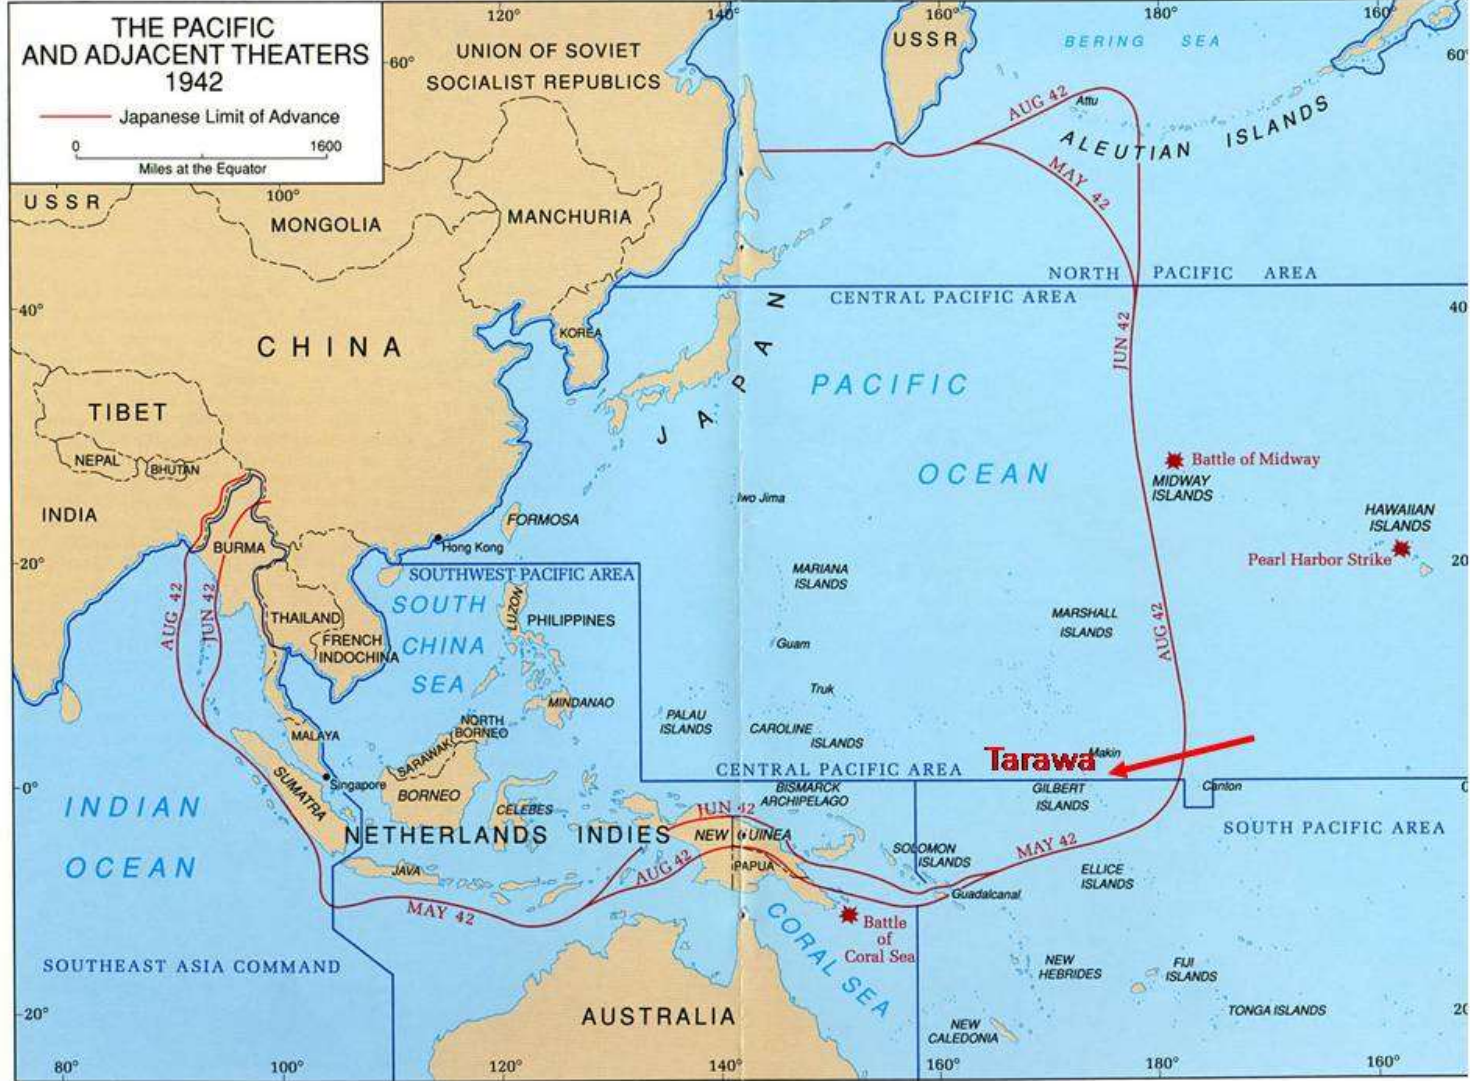 THE PACIFIC
AND ADJACENT THEATERS
1942
Japanese Limit of Advance
0 1600
Miles at the Equator
120°
140°
160°
180°
160°
60°
60°
UNION OF SOVIET
SOCIALIST REPUBLICS
USSR
BERING SEA
AUG 42
Attu
ALEUTIAN ISLANDS
MAY 42
USSR
100°
MONGOLIA
MANCHURIA
NORTH PACIFIC AREA
CENTRAL PACIFIC AREA
40°
40
KOREA
JAPAN
CHINA
JUN 42
PACIFIC
OCEAN
TIBET
NEPAL
BHUTAN
Battle of Midway
MIDWAY
ISLANDS
INDIA
Iwo Jima
HAWAIIAN
ISLANDS
FORMOSA
BURMA
Hong Kong
Pearl Harbor Strike
20°
20
SOUTHWEST PACIFIC AREA
MARIANA
ISLANDS
AUG 42
JUN 42
SOUTH
CHINA
SEA
LUZON
PHILIPPINES
THAILAND
FRENCH
INDOCHINA
MARSHALL
ISLANDS
AUG 42
Guam
Truk
MINDANAO
PALAU
ISLANDS
CAROLINE
ISLANDS
NORTH
BORNEO
MALAYA
SARAWAK
Tarawa
Makin
CENTRAL PACIFIC AREA
0°
0
Singapore
SUMATRA
BORNEO
CELEBES
BISMARCK
ARCHIPELAGO
GILBERT
ISLANDS
Canton
INDIAN
OCEAN
NETHERLANDS INDIES
JUN 42
NEW GUINEA
SOUTH PACIFIC AREA
SOLOMON
ISLANDS
MAY 42
JAVA
AUG 42
PAPUA
ELLICE
ISLANDS
Guadalcanal
MAY 42
Battle
of
Coral Sea
CORAL SEA
SOUTHEAST ASIA COMMAND
NEW
HEBRIDES
FIJI
ISLANDS
20°
20
AUSTRALIA
TONGA ISLANDS
NEW
CALEDONIA
80°
100°
120°
140°
160°
180°
160°